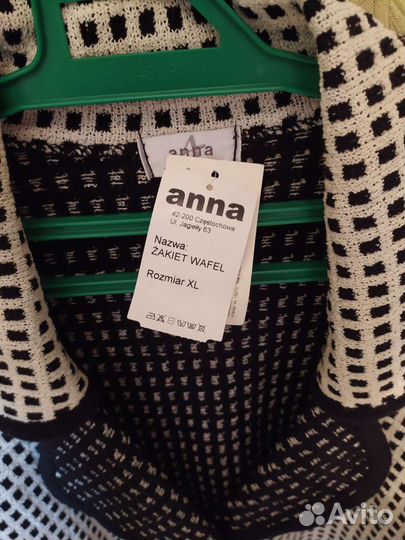 anna
anna
42-200 Częstochowa
Ul. Jagiełły 63
Nazwa:
ŻAKIET WAFEL
Rozmiar XL
Avito